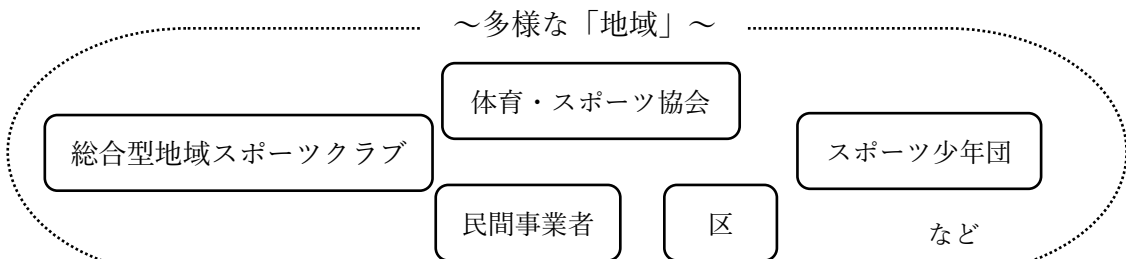 ~多様な「地域」~
体育・スポーツ協会
総合型地域スポーツクラブ
スポーツ少年団
民間事業者
区
など